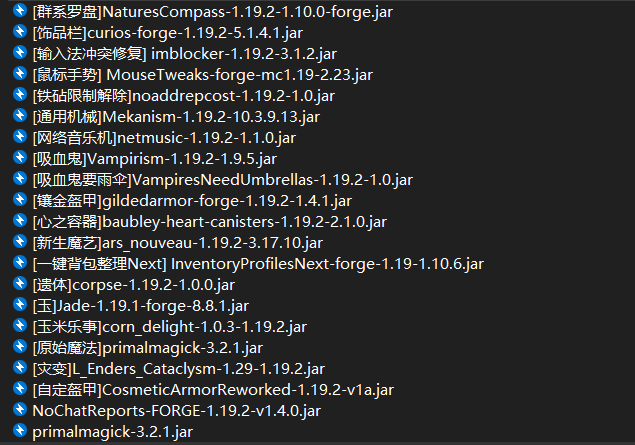 [群系罗盘]NaturesCompass-1.19.2-1.10.0-forge.jar
[饰品栏]curios-forge-1.19.2-5.1.4.1.jar
[输入法冲突修复] imblocker-1.19.2-3.1.2.jar
[鼠标手势] MouseTweaks-forge-mc1.19-2.23.jar
[铁砧限制解除]noaddrepcost-1.19.2-1.0.jar
[通用机械]Mekanism-1.19.2-10.3.9.13.jar
[网络音乐机]netmusic-1.19.2-1.1.0.jar
[吸血鬼]Vampirism-1.19.2-1.9.5.jar
[吸血鬼要雨伞]VampiresNeedUmbrellas-1.19.2-1.0.jar
[镶金盔甲]gildedarmor-forge-1.19.2-1.4.1.jar
[心之容器]baubley-heart-canisters-1.19.2-2.1.0.jar
[新生魔艺]ars_nouveau-1.19.2-3.17.10.jar
[一键背包整理Next] InventoryProfilesNext-forge-1.19-1.10.6.jar
[遗体]corpse-1.19.2-1.0.0.jar
[玉]Jade-1.19.1-forge-8.8.1.jar
[玉米乐事]corn_delight-1.0.3-1.19.2.jar
[原始魔法]primalmagick-3.2.1.jar
[灾变]L_Enders_Cataclysm-1.29-1.19.2.jar
[自定盔甲]CosmeticArmorReworked-1.19.2-v1a.jar
NoChatReports-FORGE-1.19.2-v1.4.0.jar
primalmagick-3.2.1.jar